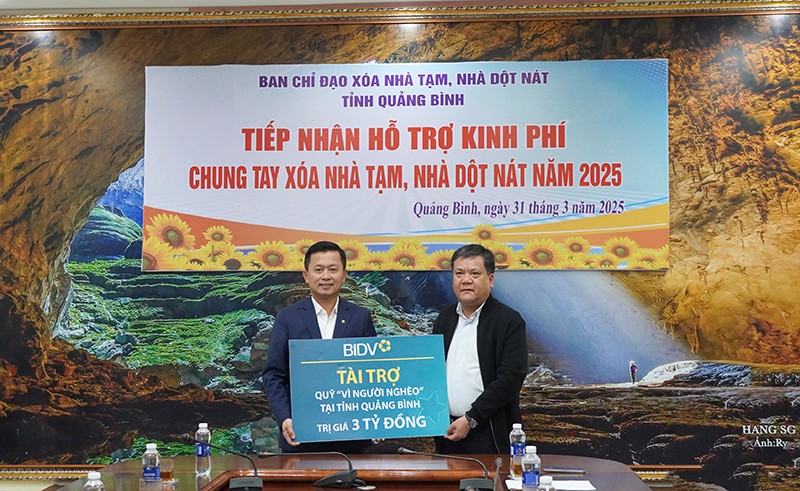 BAN CHỈ ĐẠO XÓA NHÀ TẠM, NHÀ DỘT NÁT
TỈNH QUẢNG BÌNH
TIẾP NHẬN HỖ TRỢ KINH PHÍ
CHUNG TAY XÓA NHÀ TẠM, NHÀ DỘT NÁT NĂM 2025
Quảng Bình, ngày 31 tháng 3 năm 2025
BIDV
TÀI TRỢ
QUỸ "VÌ NGƯỜI NGHÈO"
TẠI TỈNH QUẢNG BÌNH
TRỊ GIÁ 3 TỶ ĐỒNG
HANG SG
Ảnh:Ry